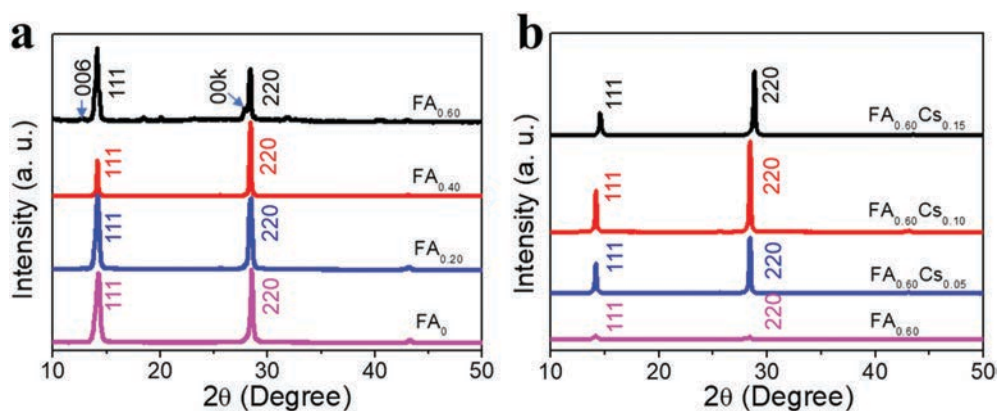 a
Intensity (a. u.)
006
111
00k
220
FA0.60
111
220
FA0.40
111
220
FA0.20
111
220
FA0
10 20 30 40 50
2θ (Degree)
b
Intensity (a. u.)
111
220
FA0.60Cs0.15
111
220
FA0.60Cs0.10
111
220
FA0.60Cs0.05
111
220
FA0.60
10 20 30 40 50
2θ (Degree)